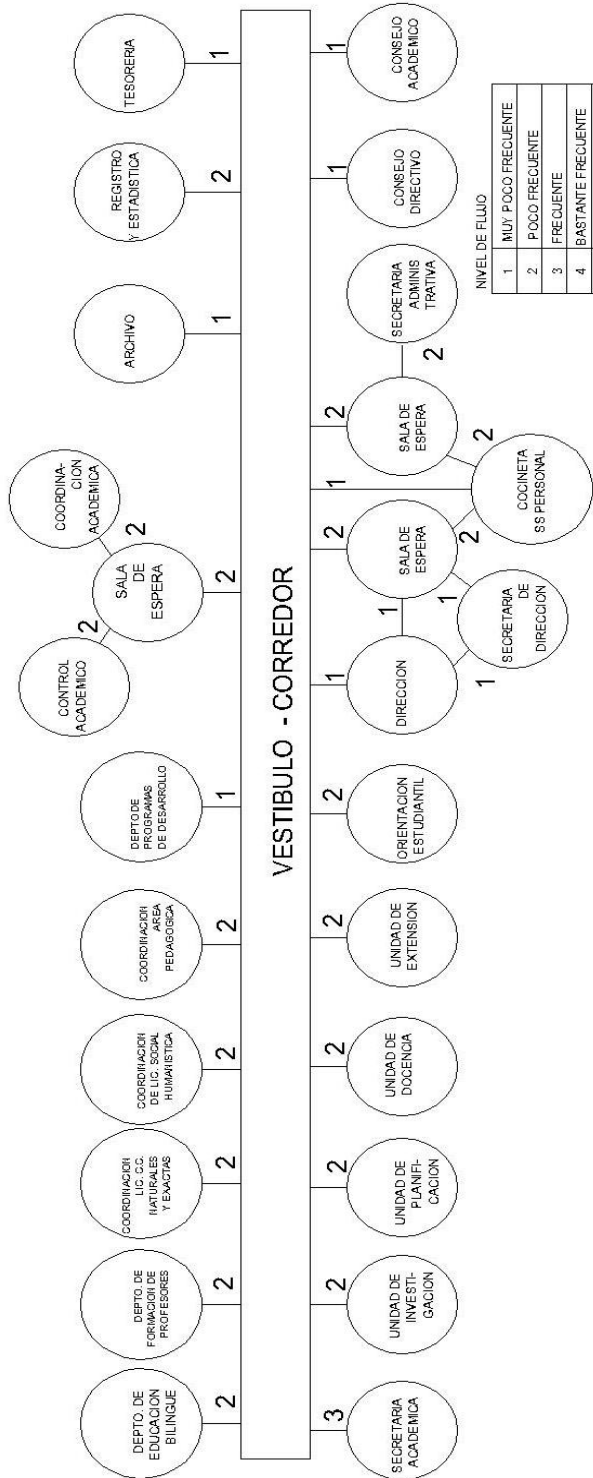 DEPTO. DE
EDUCACION
BILINGUE
2
DEPTO. DE
FORMACION DE
PROFESORES
2
COORDINACION
LIC. C.C.
NATURALES
Y EXACTAS
2
COORDINACION
DE LIC. SOCIAL
HUMANISTICA
2
COORDINACION
AREA
PEDAGOGICA
2
DEPTO DE
PROGRAMAS
DE DESARROLLO
1
CONTROL
ACADEMICO
2
COORDINA-
CION
ACADEMICA
2
SALA
DE
ESPERA
2
ARCHIVO
1
REGISTRO
Y ESTADISTICA
2
TESORERIA
1
VESTIBULO - CORREDOR
3
SECRETARIA
ACADEMICA
2
UNIDAD DE
INVESTI-
GACION
2
UNIDAD DE
PLANIFI-
CACION
2
UNIDAD DE
DOCENCIA
2
UNIDAD DE
EXTENSION
2
ORIENTACION
ESTUDIANTIL
1
DIRECCION
1
1
SECRETARIA
DE
DIRECCION
1
2
SALA DE
ESPERA
2
1
COCINETA
SS PERSONAL
2
2
SALA DE
ESPERA
2
SECRETARIA
ADMINIS
TRATIVA
1
CONSEJO
DIRECTIVO
1
CONSEJO
ACADEMICO
NIVEL DE FLUJO
1 MUY POCO FRECUENTE
2 POCO FRECUENTE
3 FRECUENTE
4 BASTANTE FRECUENTE